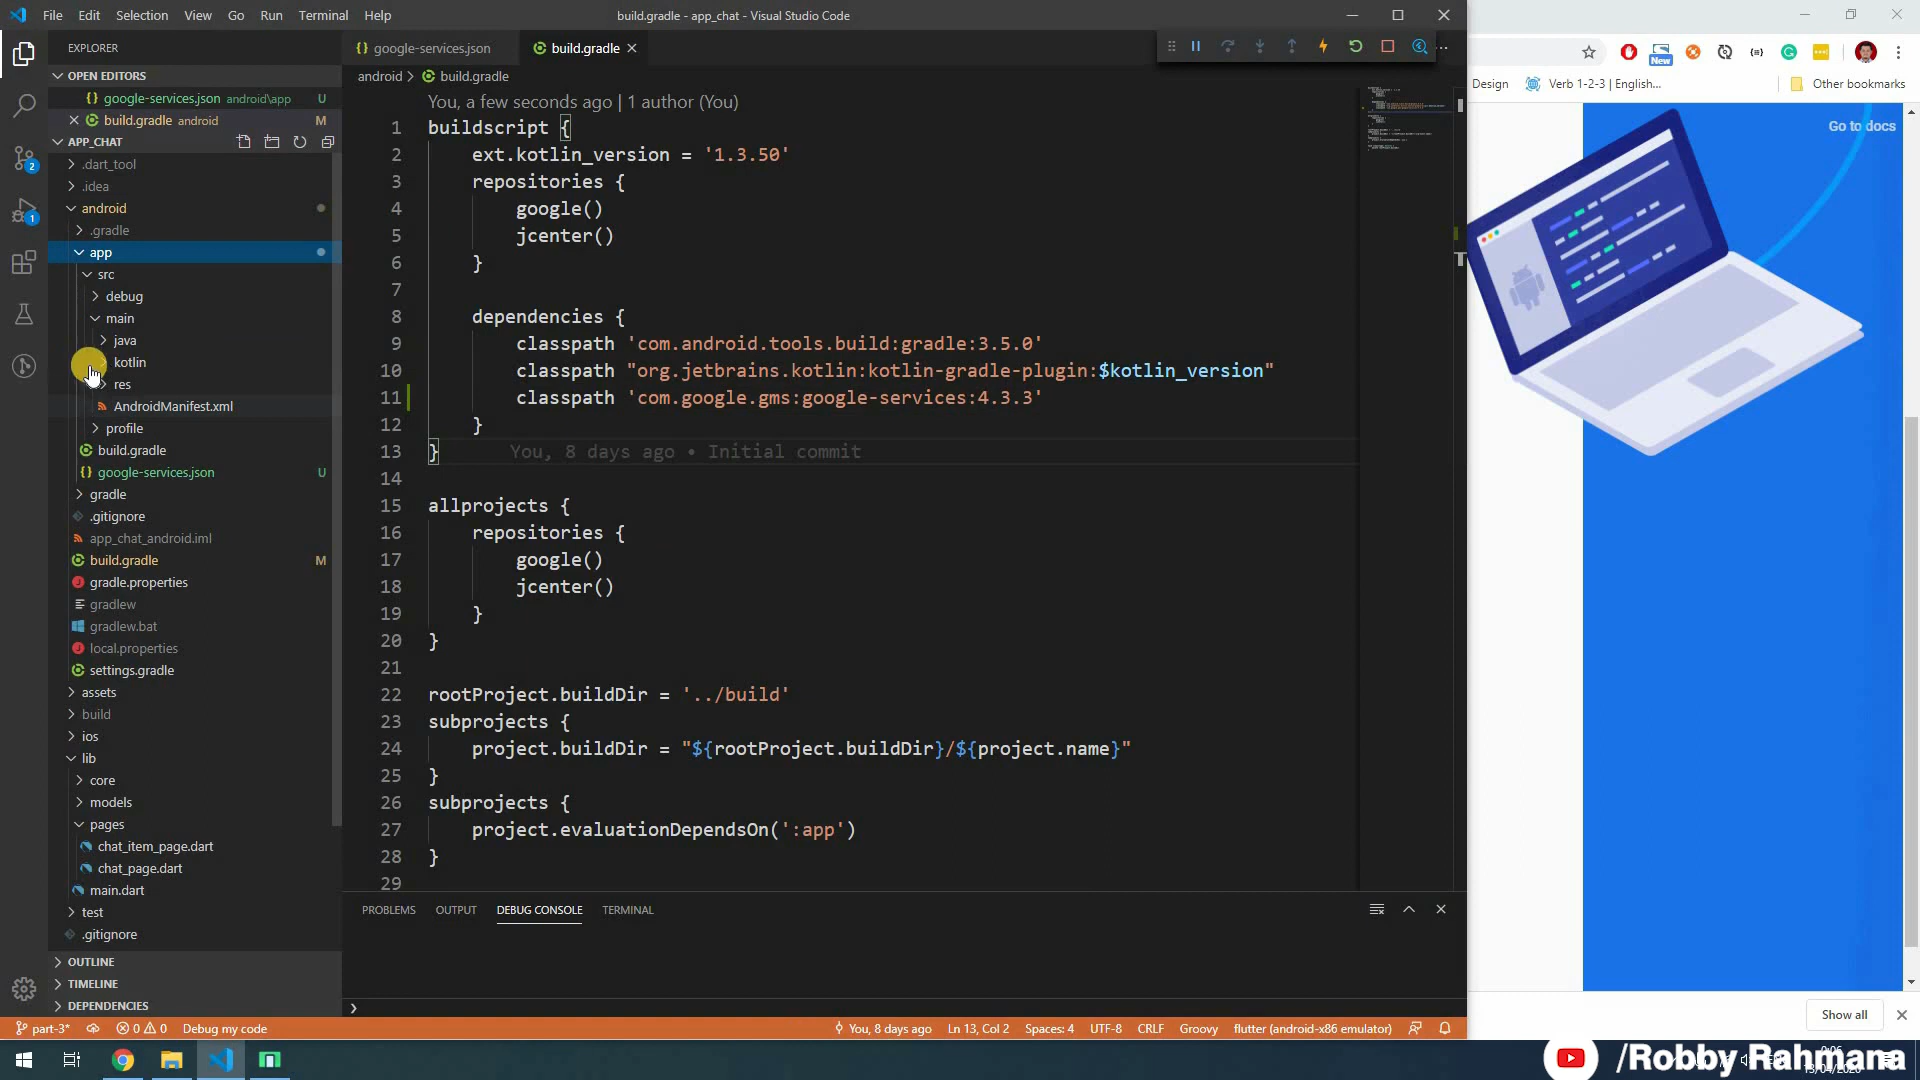 File Edit Selection View Go Run Terminal Help
build.gradle - app_chat - Visual Studio Code
EXPLORER
OPEN EDITORS
google-services.json android\app U
build.gradle android M
APP_CHAT
.dart_tool
.idea
android
.gradle
app
src
debug
main
java
kotlin
res
AndroidManifest.xml
profile
build.gradle
google-services.json U
gradle
.gitignore
app_chat_android.iml
build.gradle M
gradle.properties
gradlew
gradlew.bat
local.properties
settings.gradle
assets
build
ios
lib
core
models
pages
chat_item_page.dart
chat_page.dart
main.dart
test
.gitignore
OUTLINE
TIMELINE
DEPENDENCIES
2
1
google-services.json
build.gradle
android > build.gradle
You, a few seconds ago | 1 author (You)
1 buildscript {
2 ext.kotlin_version = '1.3.50'
3 repositories {
4 google()
5 jcenter()
6 }
7
8 dependencies {
9 classpath 'com.android.tools.build:gradle:3.5.0'
10 classpath "org.jetbrains.kotlin:kotlin-gradle-plugin:$kotlin_version"
11 classpath 'com.google.gms:google-services:4.3.3'
12 }
13 } You, 8 days ago • Initial commit
14
15 allprojects {
16 repositories {
17 google()
18 jcenter()
19 }
20 }
21
22 rootProject.buildDir = '../build'
23 subprojects {
24 project.buildDir = "${rootProject.buildDir}/${project.name}"
25 }
26 subprojects {
27 project.evaluationDependsOn(':app')
28 }
29
PROBLEMS OUTPUT DEBUG CONSOLE TERMINAL
part-3* 0 0 Debug my code
You, 8 days ago Ln 13, Col 2 Spaces: 4 UTF-8 CRLF Groovy flutter (android-x86 emulator)
New
Design Verb 1-2-3 | English... Other bookmarks
Go to docs
Show all
/Robby Rahmana